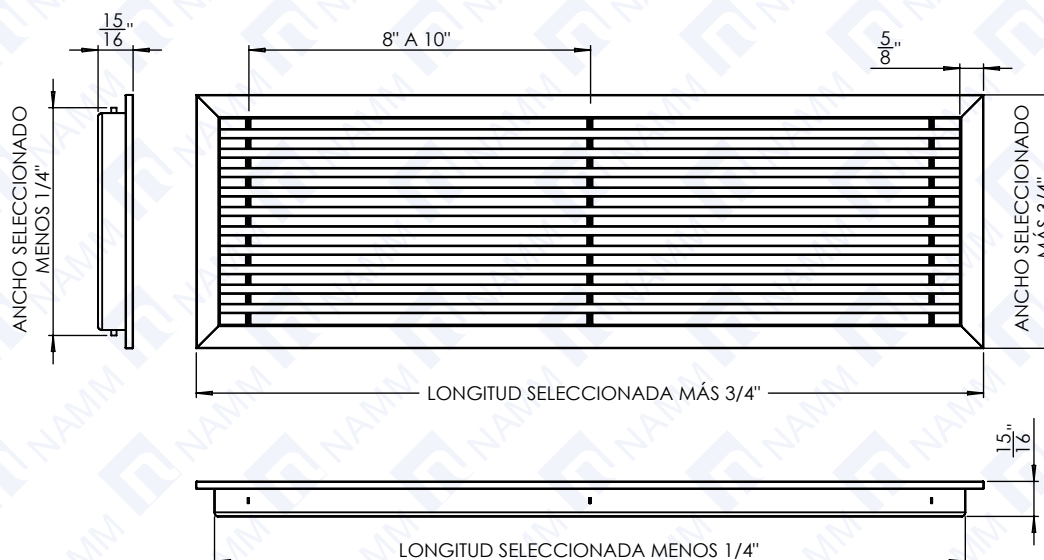 15/16"
8" A 10"
5/8"
ANCHO SELECCIONADO
MENOS 1/4"
ANCHO SELECCIONADO
MÁS 3/4"
LONGITUD SELECCIONADA MÁS 3/4"
15/16"
LONGITUD SELECCIONADA MENOS 1/4"
NAMM